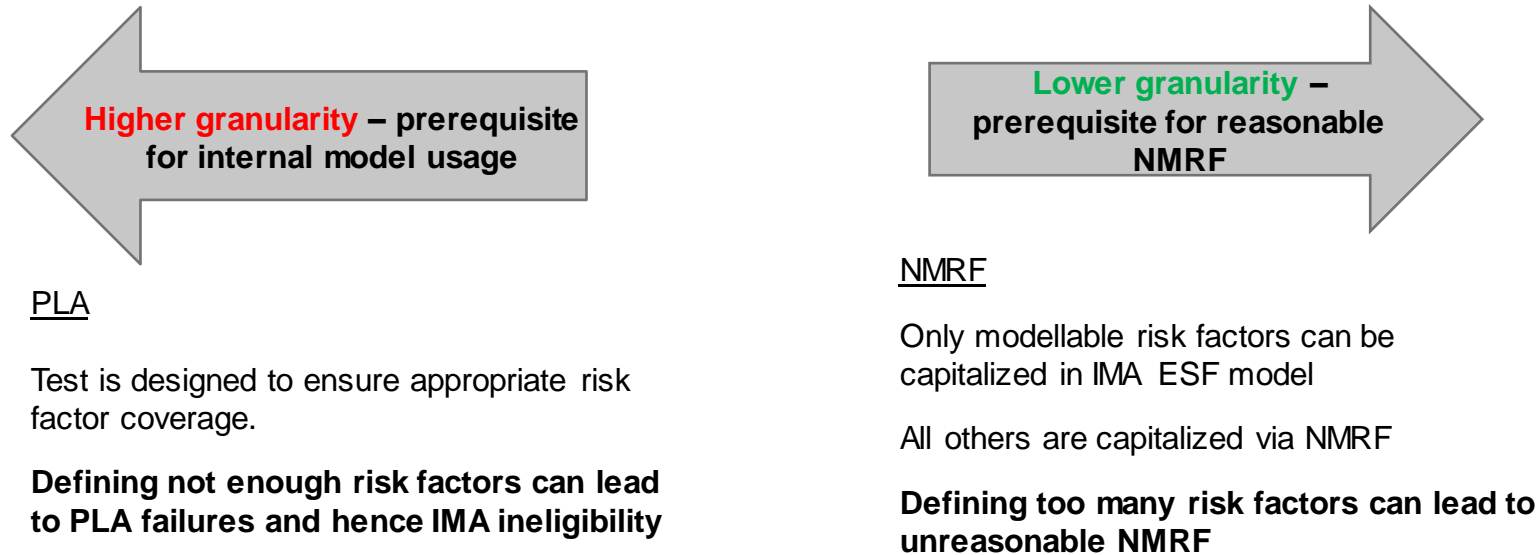 Higher granularity – prerequisite
for internal model usage
PLA
Test is designed to ensure appropriate risk
factor coverage.
Defining not enough risk factors can lead
to PLA failures and hence IMA ineligibility
Lower granularity –
prerequisite for reasonable
NMRF
NMRF
Only modellable risk factors can be
capitalized in IMA ESF model
All others are capitalized via NMRF
Defining too many risk factors can lead to
unreasonable NMRF